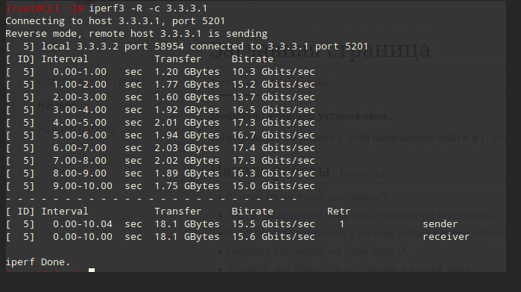 [root@CLI ~]# iperf3 -R -c 3.3.3.1
Connecting to host 3.3.3.1, port 5201
Reverse mode, remote host 3.3.3.1 is sending
[  5] local 3.3.3.2 port 58954 connected to 3.3.3.1 port 5201
[ ID] Interval           Transfer     Bitrate
[  5]   0.00-1.00   sec  1.20 GBytes  10.3 Gbits/sec
[  5]   1.00-2.00   sec  1.77 GBytes  15.2 Gbits/sec
[  5]   2.00-3.00   sec  1.60 GBytes  13.7 Gbits/sec
[  5]   3.00-4.00   sec  1.92 GBytes  16.5 Gbits/sec
[  5]   4.00-5.00   sec  2.01 GBytes  17.3 Gbits/sec
[  5]   5.00-6.00   sec  1.94 GBytes  16.7 Gbits/sec
[  5]   6.00-7.00   sec  2.03 GBytes  17.4 Gbits/sec
[  5]   7.00-8.00   sec  2.02 GBytes  17.3 Gbits/sec
[  5]   8.00-9.00   sec  1.89 GBytes  16.3 Gbits/sec
[  5]   9.00-10.00  sec  1.75 GBytes  15.0 Gbits/sec
- - - - - - - - - - - - - - - - - - - - - - - - -
[ ID] Interval           Transfer     Bitrate         Retr
[  5]   0.00-10.04  sec  18.1 GBytes  15.5 Gbits/sec    1             sender
[  5]   0.00-10.00  sec  18.1 GBytes  15.6 Gbits/sec                  receiver
iperf Done.
страница
установлена.